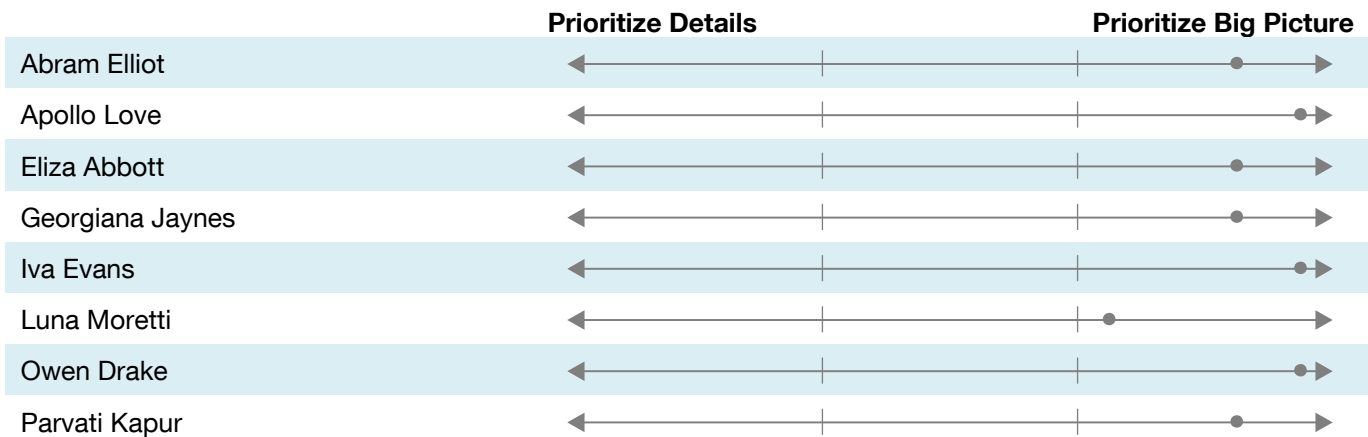 Prioritize Details Prioritize Big Picture
Abram Elliot
Apollo Love
Eliza Abbott
Georgiana Jaynes
Iva Evans
Luna Moretti
Owen Drake
Parvati Kapur